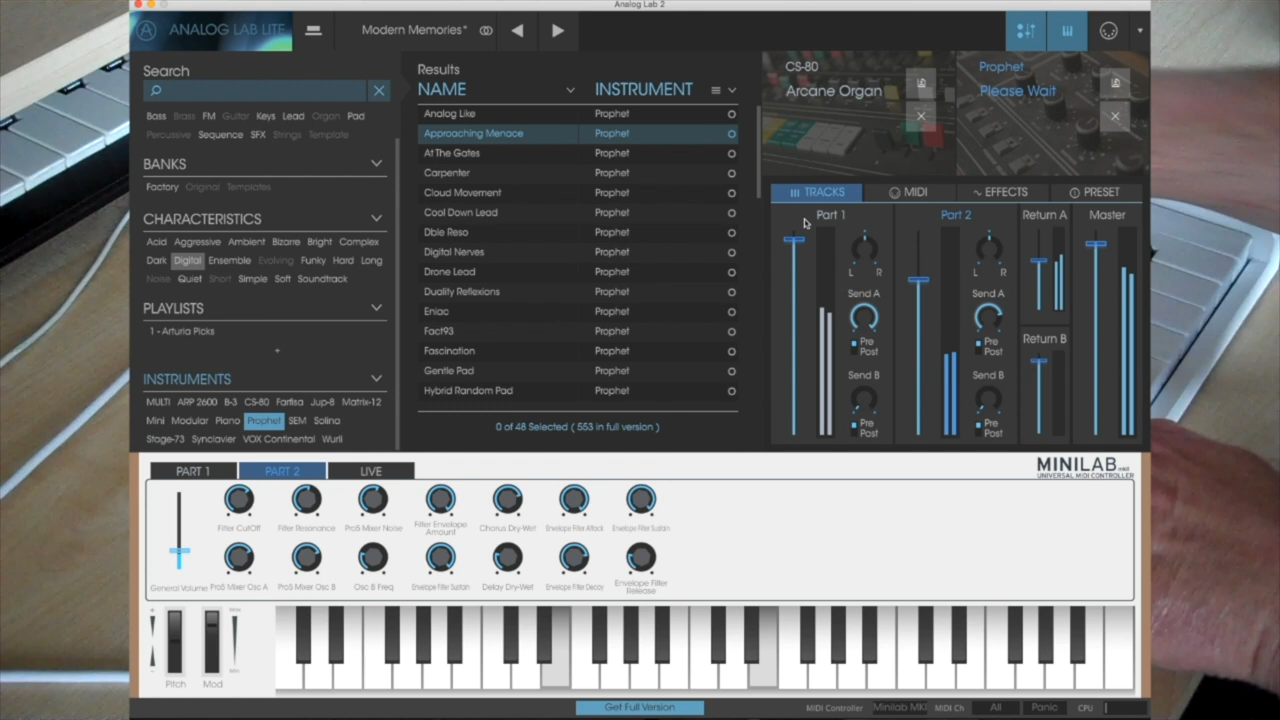 Analog Lab 2
ANALOG LAB LITE
Modern Memories*
Search
Bass Brass FM Guitar Keys Lead Organ Pad
Percussive Sequence SFX Strings Template
BANKS
Factory Original Templates
CHARACTERISTICS
Acid Aggressive Ambient Bizarre Bright Complex
Dark Digital Ensemble Evolving Funky Hard Long
Noise Quiet Short Simple Soft Soundtrack
PLAYLISTS
1 - Arturia Picks
+
INSTRUMENTS
MULTI ARP 2600 B-3 CS-80 Farfisa Jup-8 Matrix-12
Mini Modular Piano Prophet SEM Solina
Stage-73 Synclavier VOX Continental Wurli
Results
NAME INSTRUMENT
Analog Like Prophet
Approaching Menace Prophet
At The Gates Prophet
Carpenter Prophet
Cloud Movement Prophet
Cool Down Lead Prophet
Dble Reso Prophet
Digital Nerves Prophet
Drone Lead Prophet
Duality Reflexions Prophet
Eniac Prophet
Fact93 Prophet
Fascination Prophet
Gentle Pad Prophet
Hybrid Random Pad Prophet
0 of 48 Selected ( 553 in full version )
CS-80
Arcane Organ
Prophet
Please Wait
TRACKS MIDI EFFECTS PRESET
Part 1 Part 2 Return A Master
L R L R
Send A Send A
Pre Pre
Post Post
Return B
Send B Send B
Pre Pre
Post Post
PART 1 PART 2 LIVE
MINILAB mkII
UNIVERSAL MIDI CONTROLLER
Filter CutOff Filter Resonance Pro5 Mixer Noise Filter Envelope Amount Chorus Dry-Wet Envelope Filter Attack Envelope Filter Sustain
General Volume Pro5 Mixer Osc A Pro5 Mixer Osc B Osc B Freq Envelope Filter Sustain Delay Dry-Wet Envelope Filter Decay Envelope Filter Release
Pitch Mod
Get Full Version MIDI Controller Minilab MKII MIDI Ch All Panic CPU